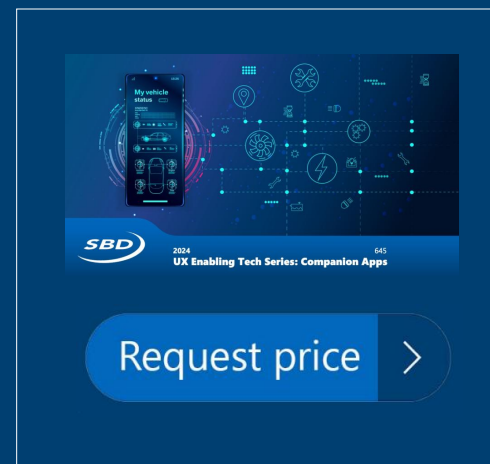 My vehicle
status
SBD
2024
645
UX Enabling Tech Series: Companion Apps
Request price